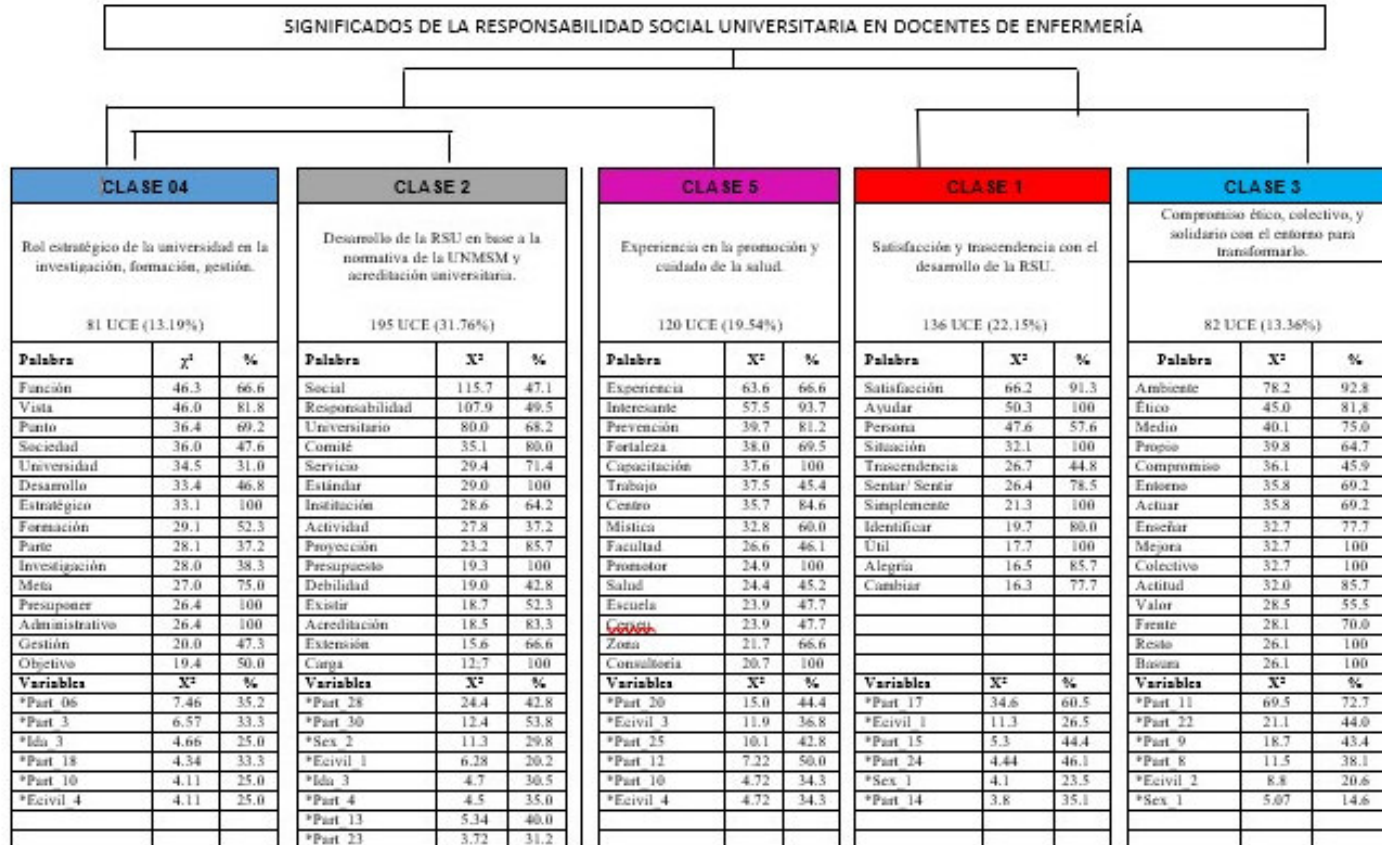 SIGNIFICADOS DE LA RESPONSABILIDAD SOCIAL UNIVERSITARIA EN DOCENTES DE ENFERMERÍA
CLASE 04
Rol estratégico de la universidad en la
investigación, formación, gestión.
81 UCE (13.19%)
Palabra χ² %
Función 46.3 66.6
Vista 46.0 81.8
Punto 36.4 69.2
Sociedad 36.0 47.6
Universidad 34.5 31.0
Desarrollo 33.4 46.8
Estratégico 33.1 100
Formación 29.1 52.3
Parte 28.1 37.2
Investigación 28.0 38.3
Meta 27.0 75.0
Presuponer 26.4 100
Administrativo 26.4 100
Gestión 20.0 47.3
Objetivo 19.4 50.0
Variables X² %
*Part_06 7.46 35.2
*Part_3 6.57 33.3
*Ida_3 4.66 25.0
*Part_18 4.34 33.3
*Part_10 4.11 25.0
*Ecivil_4 4.11 25.0
CLASE 2
Desarrollo de la RSU en base a la
normativa de la UNMSM y
acreditación universitaria.
195 UCE (31.76%)
Palabra X² %
Social 115.7 47.1
Responsabilidad 107.9 49.5
Universitario 80.0 68.2
Comité 35.1 80.0
Servicio 29.4 71.4
Estándar 29.0 100
Institución 28.6 64.2
Actividad 27.8 37.2
Proyección 23.2 85.7
Presupuesto 19.3 100
Debilidad 19.0 42.8
Existir 18.7 52.3
Acreditación 18.5 83.3
Extensión 15.6 66.6
Carga 12;7 100
Variables X² %
*Part_28 24.4 42.8
*Part_30 12.4 53.8
*Sex_2 11.3 29.8
*Ecivil_1 6.28 20.2
*Ida_3 4.7 30.5
*Part_4 4.5 35.0
*Part_13 5.34 40.0
*Part_23 3.72 31.2
CLASE 5
Experiencia en la promoción y
cuidado de la salud.
120 UCE (19.54%)
Palabra X² %
Experiencia 63.6 66.6
Interesante 57.5 93.7
Prevención 39.7 81.2
Fortaleza 38.0 69.5
Capacitación 37.6 100
Trabajo 37.5 45.4
Centro 35.7 84.6
Mística 32.8 60.0
Facultad 26.6 46.1
Promotor 24.9 100
Salud 24.4 45.2
Escuela 23.9 47.7
Cerseu 23.9 47.7
Zona 21.7 66.6
Consultoría 20.7 100
Variables X² %
*Part_20 15.0 44.4
*Ecivil_3 11.9 36.8
*Part_25 10.1 42.8
*Part_12 7.22 50.0
*Part_10 4.72 34.3
*Ecivil_4 4.72 34.3
CLASE 1
Satisfacción y trascendencia con el
desarrollo de la RSU.
136 UCE (22.15%)
Palabra X² %
Satisfacción 66.2 91.3
Ayudar 50.3 100
Persona 47.6 57.6
Situación 32.1 100
Trascendencia 26.7 44.8
Sentar/ Sentir 26.4 78.5
Simplemente 21.3 100
Identificar 19.7 80.0
Útil 17.7 100
Alegría 16.5 85.7
Cambiar 16.3 77.7
Variables X² %
*Part_17 34.6 60.5
*Ecivil_1 11.3 26.5
*Part_15 5.3 44.4
*Part_24 4.44 46.1
*Sex_1 4.1 23.5
*Part_14 3.8 35.1
CLASE 3
Compromiso ético, colectivo, y
solidario con el entorno para
transformarlo.
82 UCE (13.36%)
Palabra X² %
Ambiente 78.2 92.8
Ético 45.0 81,8
Medio 40.1 75.0
Propio 39.8 64.7
Compromiso 36.1 45.9
Entorno 35.8 69.2
Actuar 35.8 69.2
Enseñar 32.7 77.7
Mejora 32.7 100
Colectivo 32.7 100
Actitud 32.0 85.7
Valor 28.5 55.5
Frente 28.1 70.0
Resto 26.1 100
Basura 26.1 100
Variables X² %
*Part_11 69.5 72.7
*Part_22 21.1 44.0
*Part_9 18.7 43.4
*Part_8 11.5 38.1
*Ecivil_2 8.8 20.6
*Sex_1 5.07 14.6